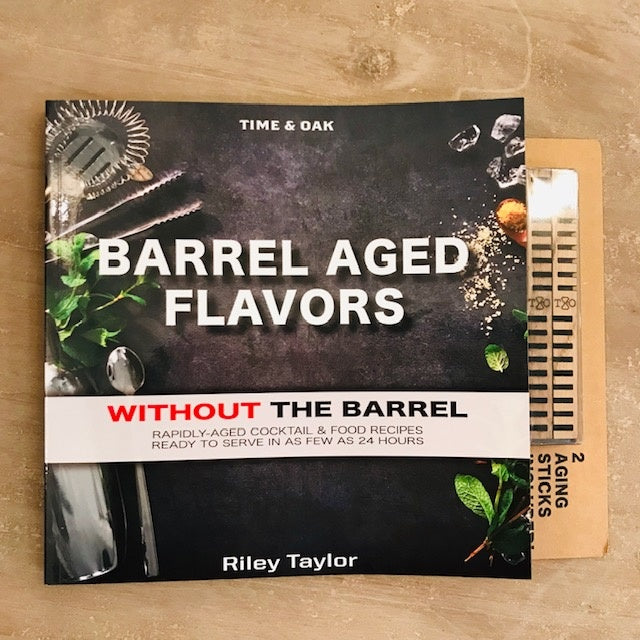 TIME & OAK
BARREL AGED
FLAVORS
WITHOUT THE BARREL
RAPIDLY-AGED COCKTAIL & FOOD RECIPES
READY TO SERVE IN AS FEW AS 24 HOURS
Riley Taylor
T&O T&O
2
AGING
STICKS